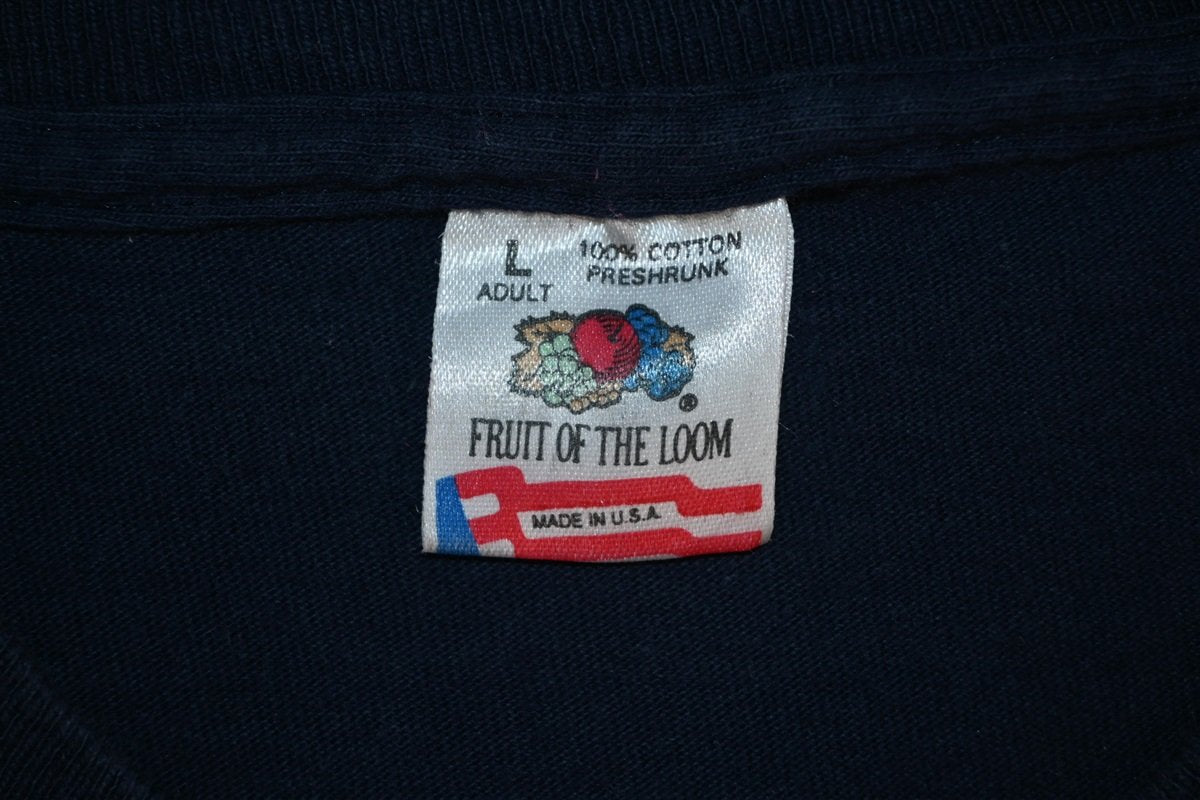 L
ADULT
100% COTTON
PRESHRUNK
®
FRUIT OF THE LOOM
MADE IN U.S.A.